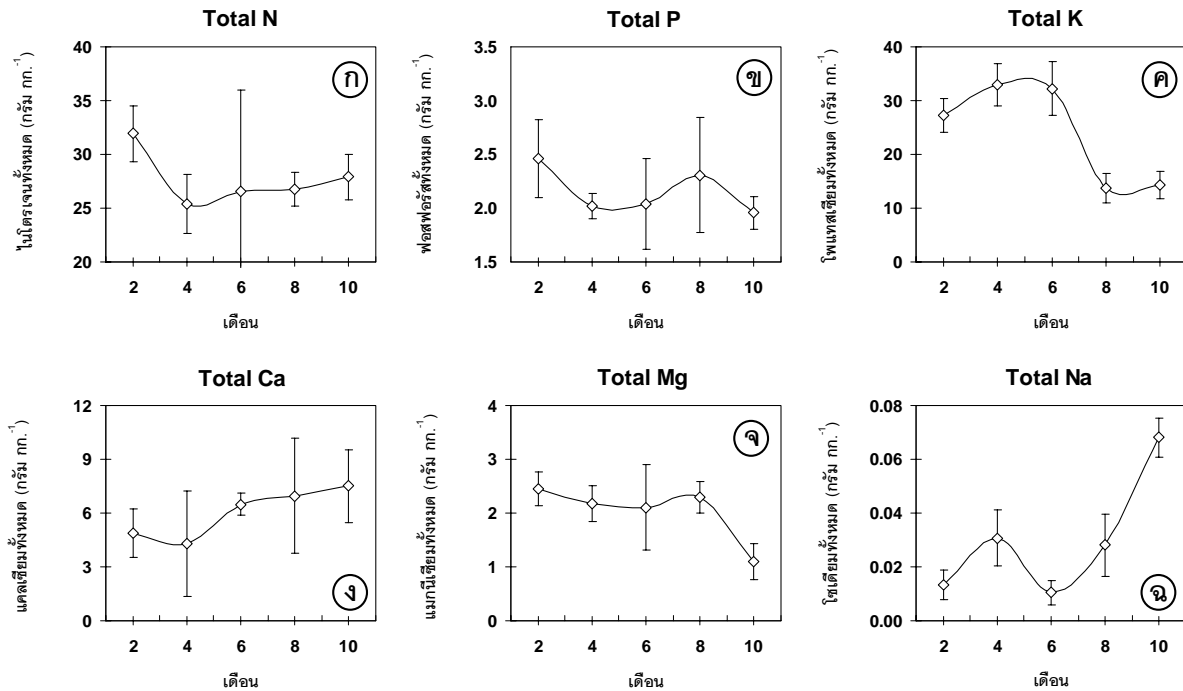 Total N
ไนโตรเจนทั้งหมด (กรัม กก.-1)
40
35
30
25
20
ก
2 4 6 8 10
เดือน
Total P
ฟอสฟอรัสทั้งหมด (กรัม กก.-1)
3.5
3.0
2.5
2.0
1.5
ข
2 4 6 8 10
เดือน
Total K
โพแทสเซียมทั้งหมด (กรัม กก.-1)
40
30
20
10
0
ค
2 4 6 8 10
เดือน
Total Ca
แคลเซียมทั้งหมด (กรัม กก.-1)
12
9
6
3
0
ง
2 4 6 8 10
เดือน
Total Mg
แมกนีเซียมทั้งหมด (กรัม กก.-1)
4
3
2
1
0
จ
2 4 6 8 10
เดือน
Total Na
โซเดียมทั้งหมด (กรัม กก.-1)
0.08
0.06
0.04
0.02
0.00
ฉ
2 4 6 8 10
เดือน